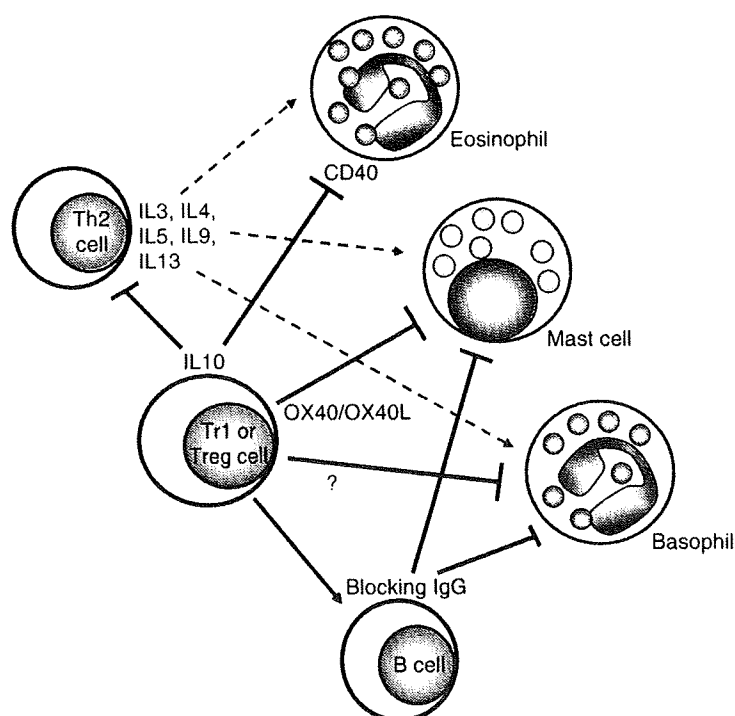 Eosinophil
CD40
Th2
cell
IL3, IL4,
IL5, IL9,
IL13
Mast cell
IL10
OX40/OX40L
Tr1 or
Treg cell
?
Basophil
Blocking IgG
B cell